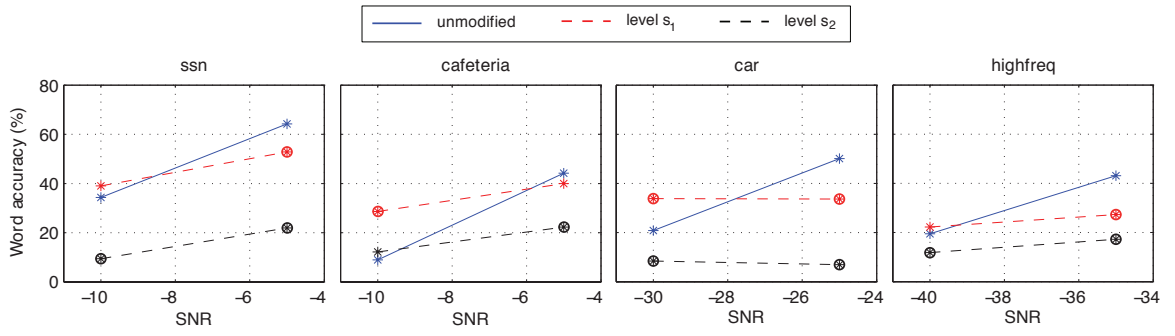 unmodified level s1 level s2
ssn cafeteria car highfreq
Word accuracy (%)
80
60
40
20
0
−10 −8 −6 −4 −10 −8 −6 −4 −30 −28 −26 −24 −40 −38 −36 −34
SNR SNR SNR SNR